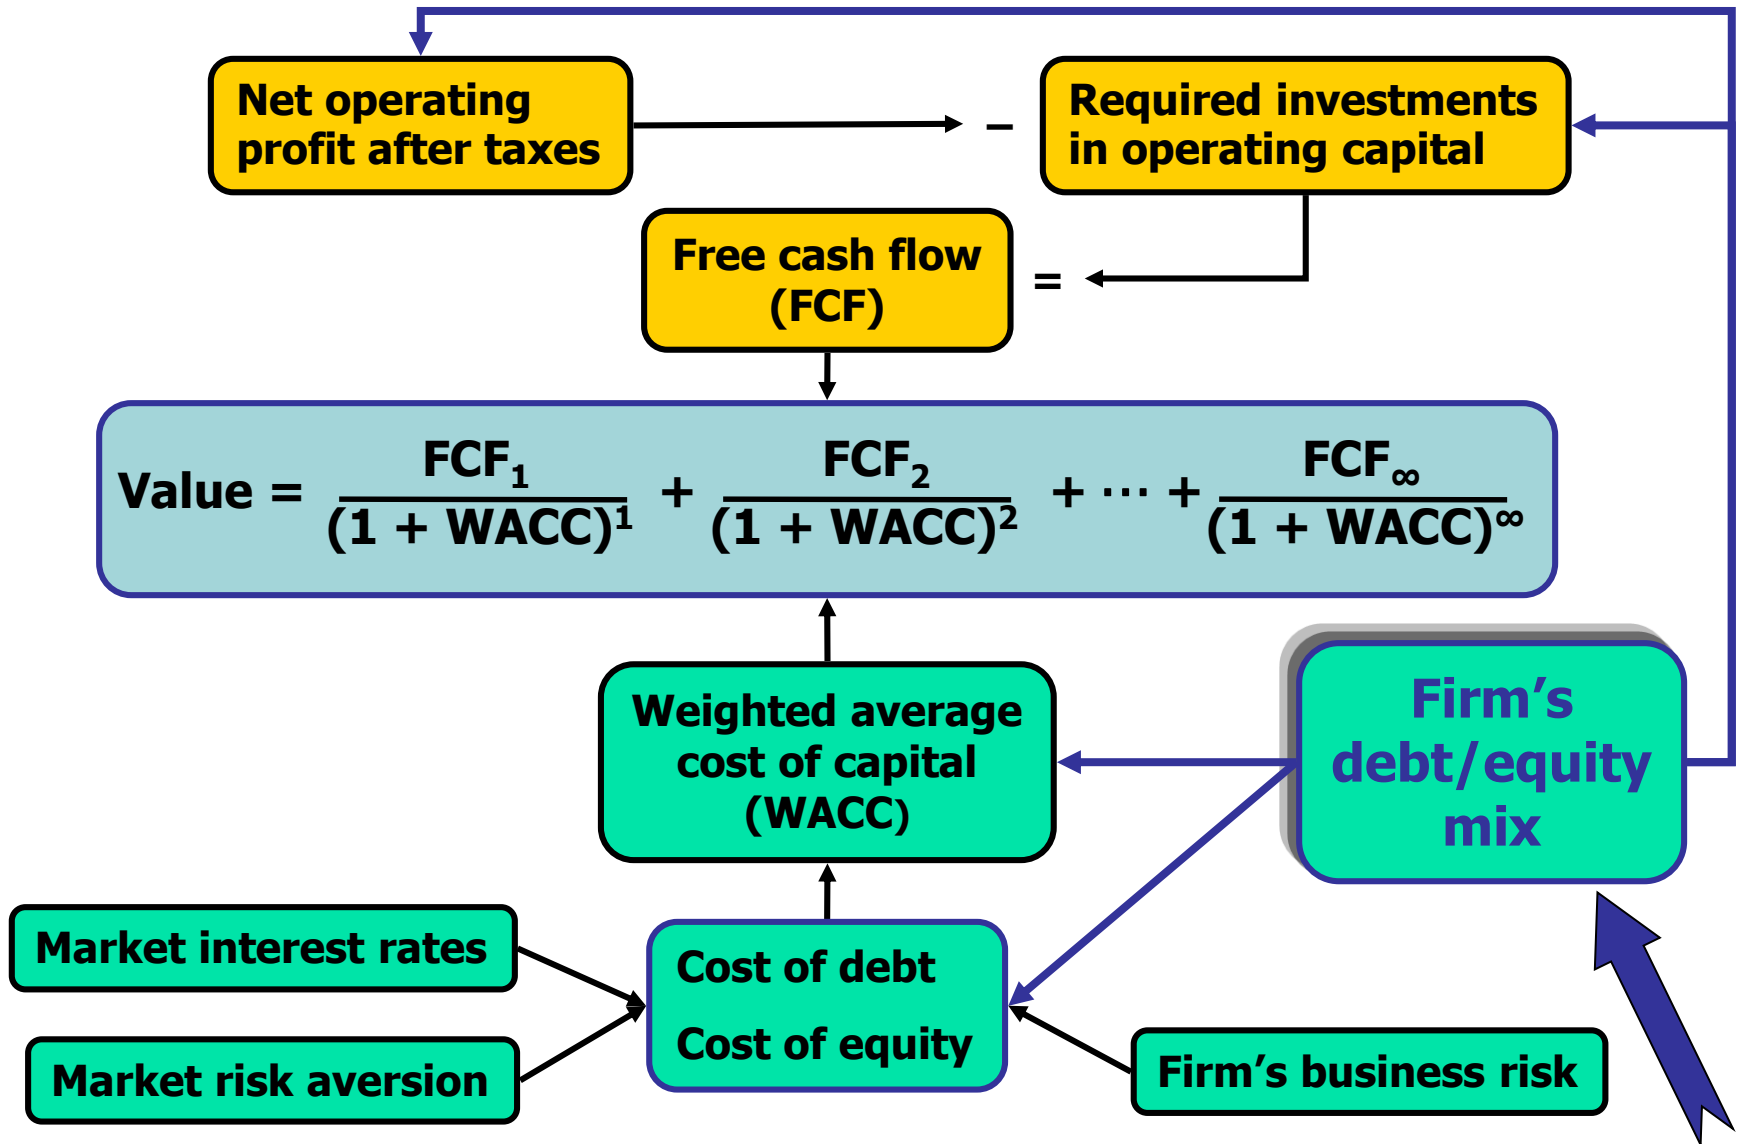 Net operating
profit after taxes
–
Required investments
in operating capital
Free cash flow
(FCF)
=
Value = FCF₁ / (1 + WACC)¹ + FCF₂ / (1 + WACC)² + ··· + FCF∞ / (1 + WACC)^∞
Weighted average
cost of capital
(WACC)
Firm’s
debt/equity
mix
Market interest rates
Market risk aversion
Cost of debt
Cost of equity
Firm’s business risk